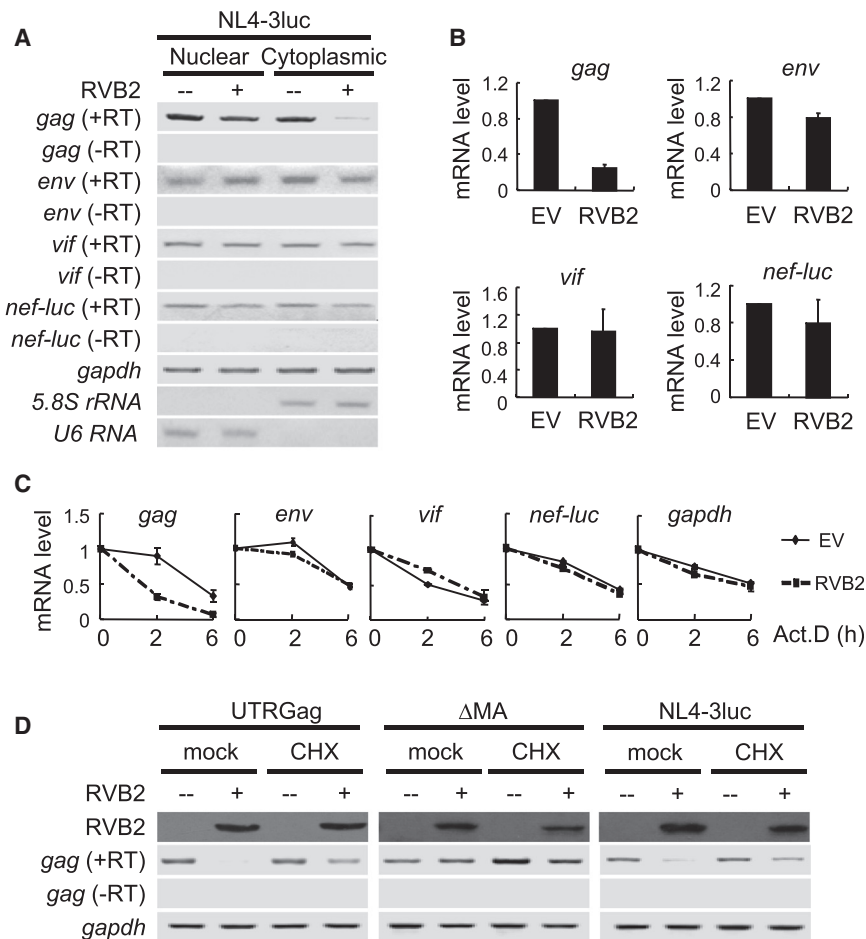 A
NL4-3luc
Nuclear Cytoplasmic
RVB2 -- + -- +
gag (+RT)
gag (-RT)
env (+RT)
env (-RT)
vif (+RT)
vif (-RT)
nef-luc (+RT)
nef-luc (-RT)
gapdh
5.8S rRNA
U6 RNA
B
gag
mRNA level
1.2
0.8
0.4
0
EV RVB2
env
mRNA level
1.2
0.8
0.4
0
EV RVB2
vif
mRNA level
1.6
1.2
0.8
0.4
0
EV RVB2
nef-luc
mRNA level
1.2
0.8
0.4
0
EV RVB2
C
gag env vif nef-luc gapdh
mRNA level
1.5
1
0.5
0
0 2 6 0 2 6 0 2 6 0 2 6 0 2 6
EV
RVB2
Act.D (h)
D
UTRGag ΔMA NL4-3luc
mock CHX mock CHX mock CHX
RVB2 -- + -- + -- + -- + -- + -- +
RVB2
gag (+RT)
gag (-RT)
gapdh